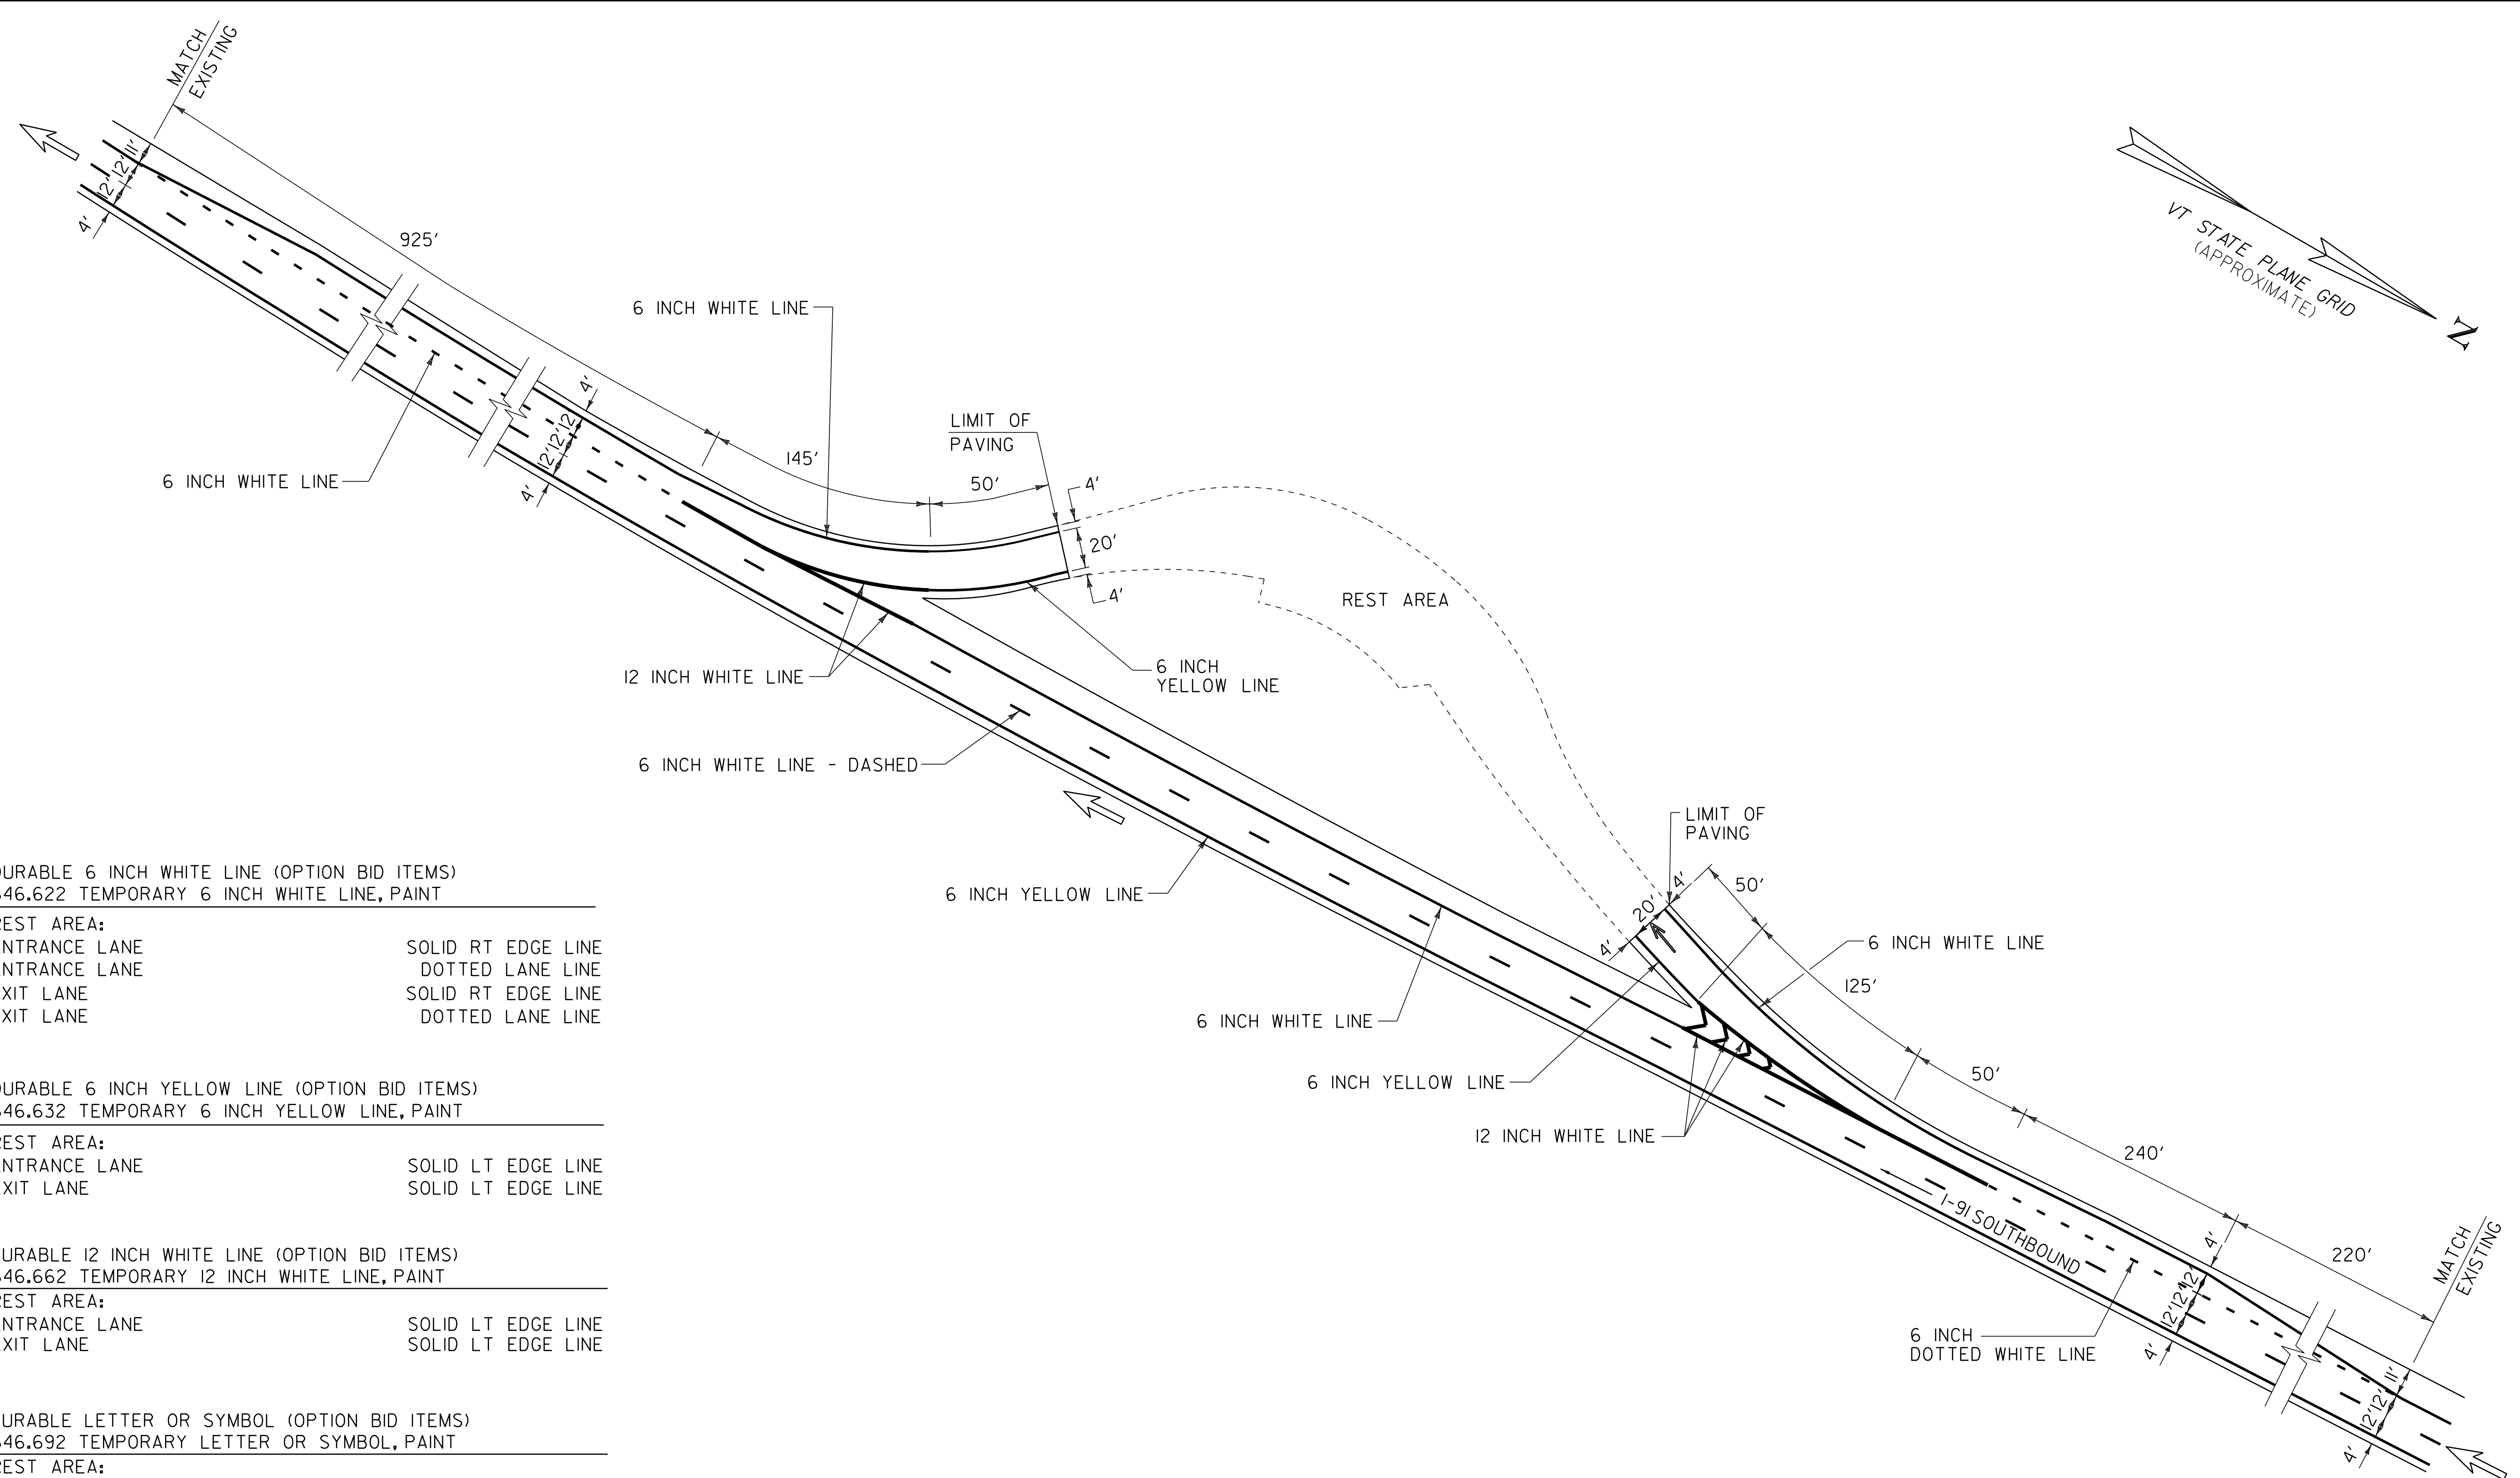 MATCH
EXISTING
11'
12'
12'
4'
925'
6 INCH WHITE LINE
VT STATE PLANE GRID
(APPROXIMATE)
N
4'
12'
12'
12'
4'
6 INCH WHITE LINE
145'
LIMIT OF
PAVING
50'
4'
20'
4'
REST AREA
12 INCH WHITE LINE
6 INCH
YELLOW LINE
6 INCH WHITE LINE - DASHED
6 INCH YELLOW LINE
LIMIT OF
PAVING
4'
20'
4'
50'
6 INCH WHITE LINE
125'
6 INCH WHITE LINE
6 INCH YELLOW LINE
50'
12 INCH WHITE LINE
240'
I-91 SOUTHBOUND
4'
12'
12'
12'
4'
220'
MATCH
EXISTING
6 INCH
DOTTED WHITE LINE
11'
12'
12'
4'
URABLE 6 INCH WHITE LINE (OPTION BID ITEMS)
46.622 TEMPORARY 6 INCH WHITE LINE, PAINT
EST AREA:
NTRANCE LANE SOLID RT EDGE LINE
NTRANCE LANE DOTTED LANE LINE
XIT LANE SOLID RT EDGE LINE
XIT LANE DOTTED LANE LINE
URABLE 6 INCH YELLOW LINE (OPTION BID ITEMS)
46.632 TEMPORARY 6 INCH YELLOW LINE, PAINT
EST AREA:
NTRANCE LANE SOLID LT EDGE LINE
XIT LANE SOLID LT EDGE LINE
URABLE 12 INCH WHITE LINE (OPTION BID ITEMS)
46.662 TEMPORARY 12 INCH WHITE LINE, PAINT
EST AREA:
NTRANCE LANE SOLID LT EDGE LINE
XIT LANE SOLID LT EDGE LINE
URABLE LETTER OR SYMBOL (OPTION BID ITEMS)
46.692 TEMPORARY LETTER OR SYMBOL, PAINT
EST AREA: